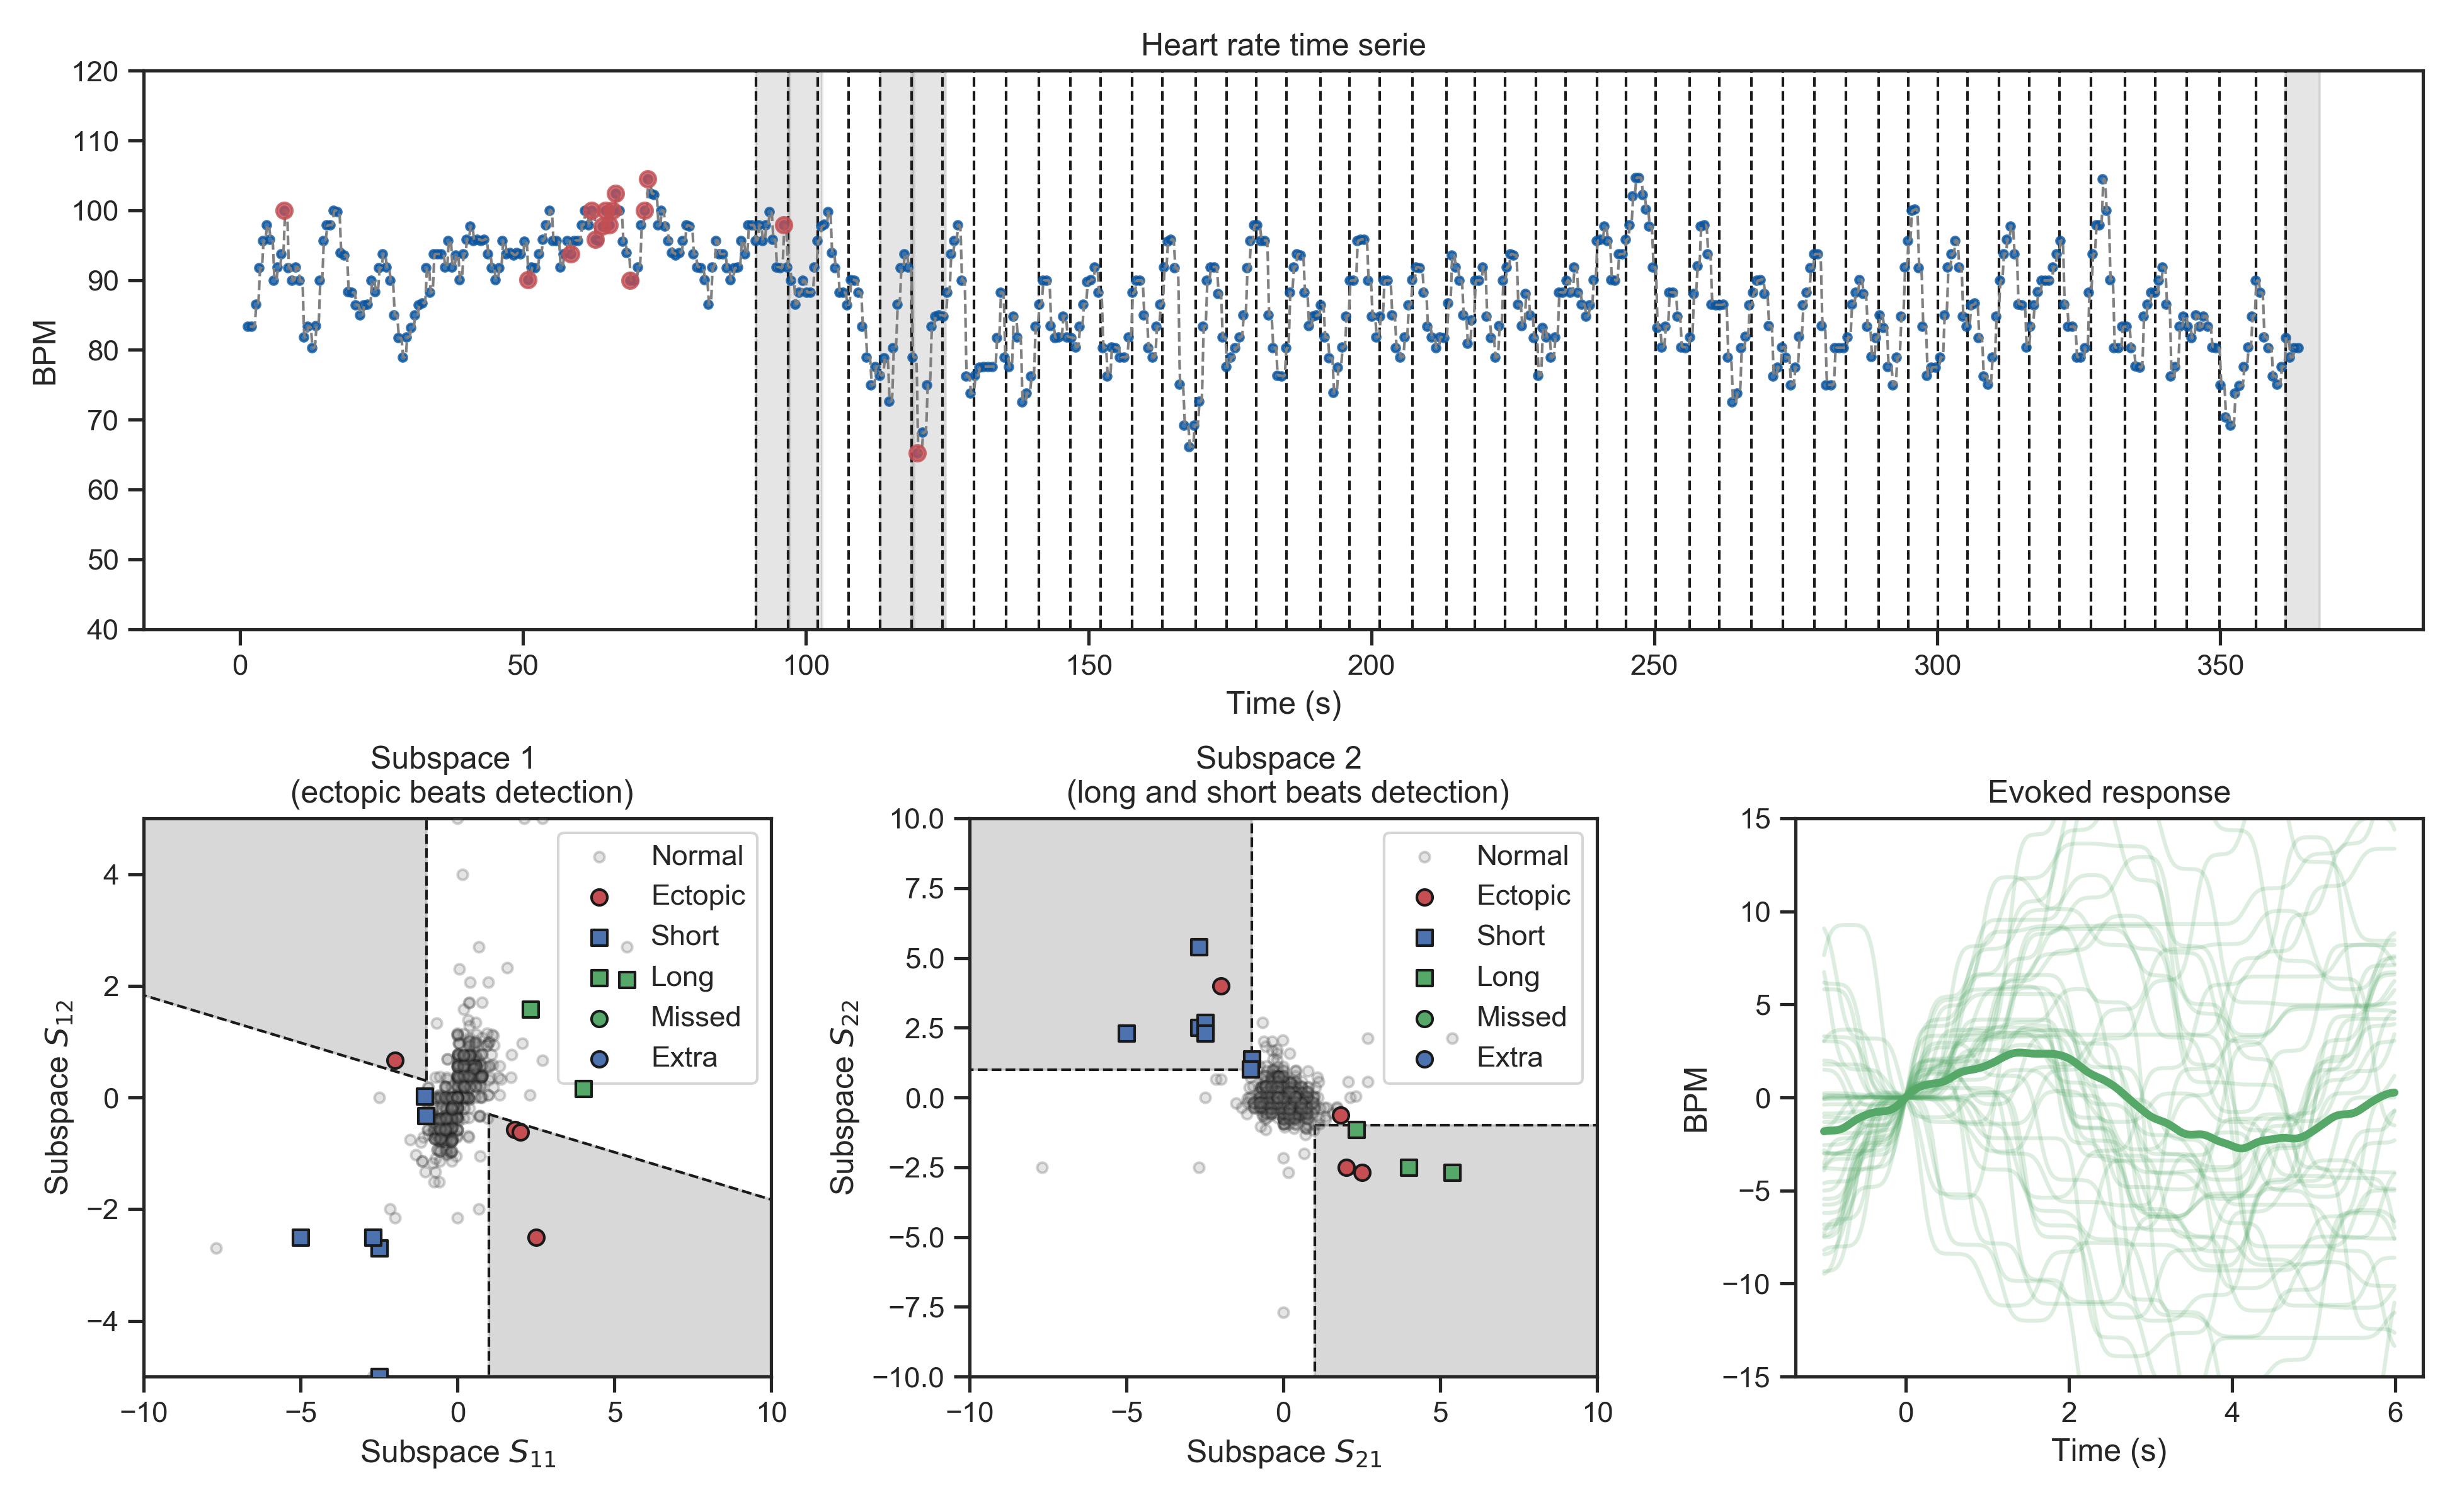 Heart rate time serie
120
110
100
90
80
70
60
50
40
BPM
0
50
100
150
200
250
300
350
Time (s)
Subspace 1
(ectopic beats detection)
4
2
0
−2
−4
Subspace S12
−10
−5
0
5
10
Subspace S11
Normal
Ectopic
Short
Long
Missed
Extra
Subspace 2
(long and short beats detection)
10.0
7.5
5.0
2.5
0.0
−2.5
−5.0
−7.5
−10.0
Subspace S22
−10
−5
0
5
10
Subspace S21
Normal
Ectopic
Short
Long
Missed
Extra
Evoked response
15
10
5
0
−5
−10
−15
BPM
0
2
4
6
Time (s)